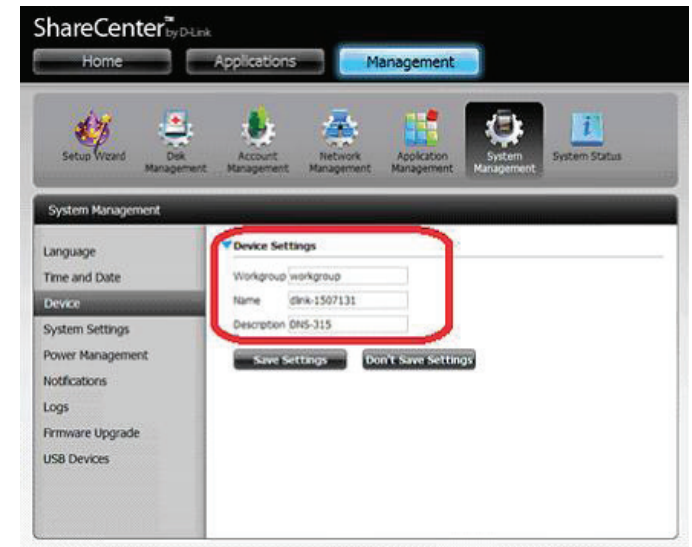 ShareCenter™ by D-Link
Home Applications Management
Setup Wizard Disk Management Account Management Network Management Application Management System Management System Status
System Management
Language
Time and Date
Device
System Settings
Power Management
Notifications
Logs
Firmware Upgrade
USB Devices
Device Settings
Workgroup workgroup
Name dlink-1507131
Description DNS-315
Save Settings Don't Save Settings